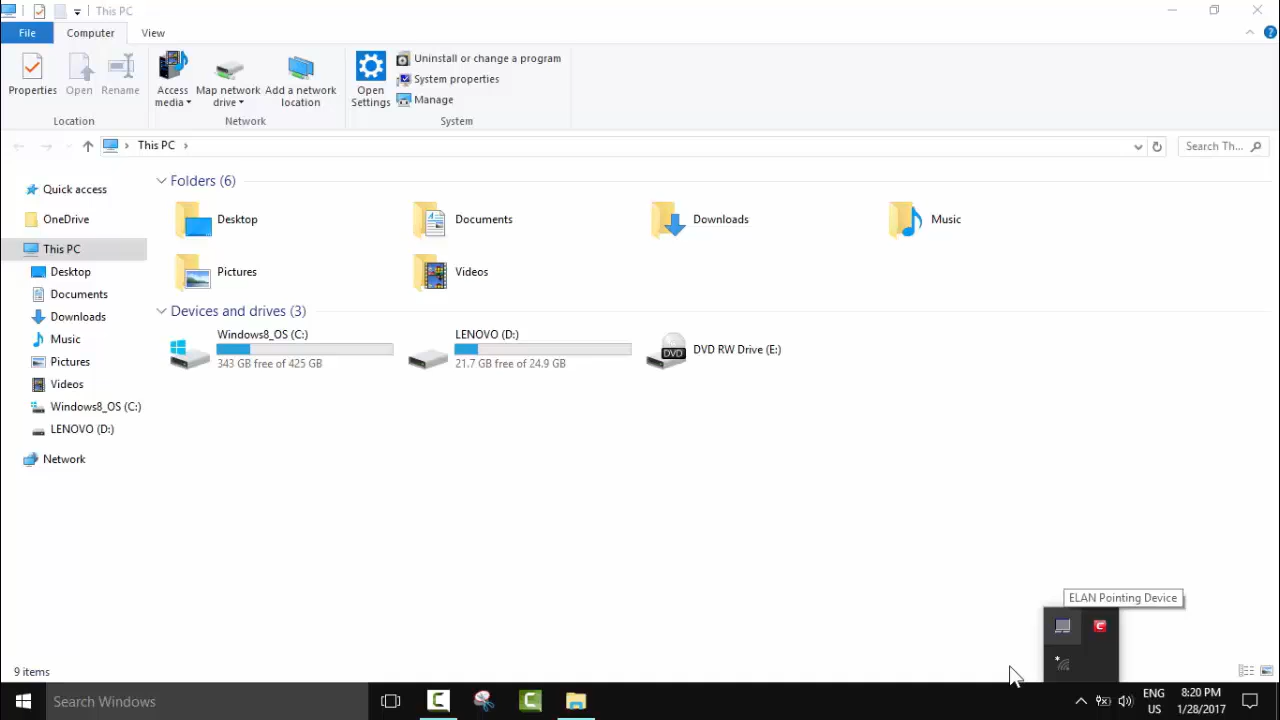 This PC
File
Computer
View
Properties
Open
Rename
Access media
Map network drive
Add a network location
Open Settings
Uninstall or change a program
System properties
Manage
Location
Network
System
This PC
Search Th...
Quick access
OneDrive
This PC
Desktop
Documents
Downloads
Music
Pictures
Videos
Windows8_OS (C:)
LENOVO (D:)
Network
Folders (6)
Desktop
Documents
Downloads
Music
Pictures
Videos
Devices and drives (3)
Windows8_OS (C:)
343 GB free of 425 GB
LENOVO (D:)
21.7 GB free of 24.9 GB
DVD
DVD RW Drive (E:)
ELAN Pointing Device
9 items
Search Windows
ENG
US
8:20 PM
1/28/2017